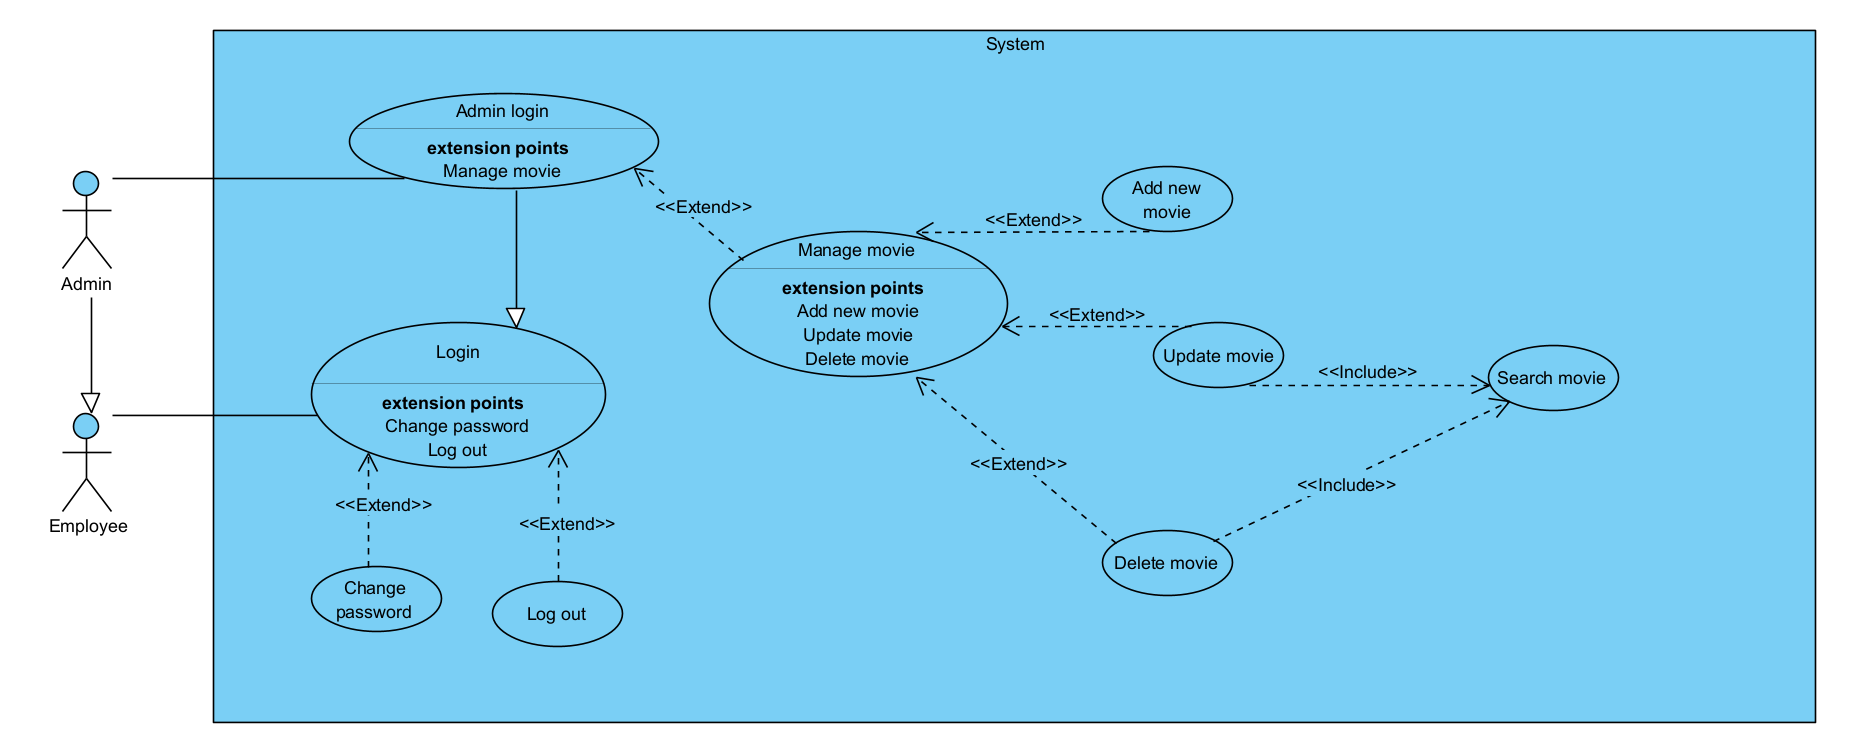 System
Admin login
extension points
Manage movie
Admin
<<Extend>>
Add new
movie
<<Extend>>
Manage movie
extension points
Add new movie
Update movie
Delete movie
<<Extend>>
Update movie
<<Include>>
Search movie
Login
extension points
Change password
Log out
Employee
<<Extend>>
<<Extend>>
<<Extend>>
<<Include>>
Delete movie
Change
password
Log out